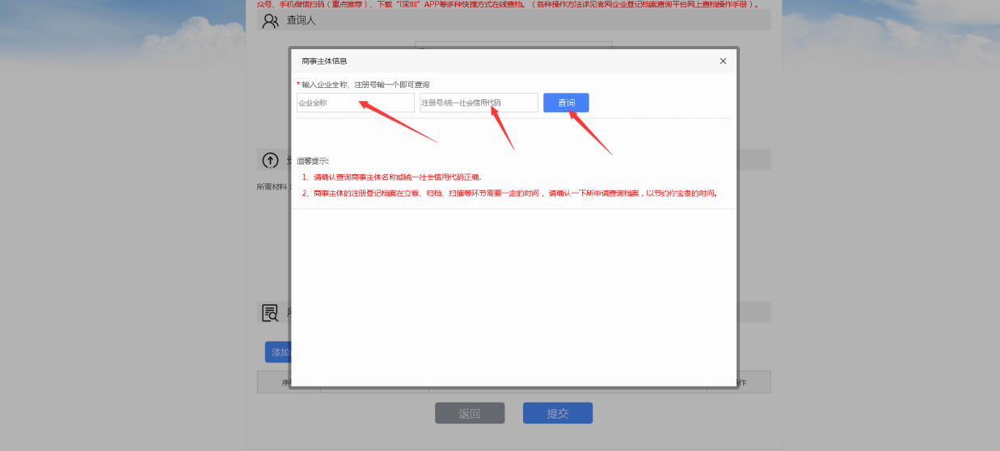 众号、手机微信扫码(重点推荐)、下载“i深圳”APP等多种快捷方式在线查档。(各种操作方法详见官网企业登记档案查询平台网上查档操作手册)。
查询人
商事主体信息
* 输入企业全称、注册号输一个即可查询
企业全称 注册号/统一社会信用代码 查询
温馨提示:
1、请确认查询商事主体名称或统一社会信用代码正确.
2、商事主体的注册登记档案在立卷、归档、扫描等环节需要一定的时间,请确认一下所申请查询档案,以节约你宝贵的时间。
所需材料:
添加
序
作
返回 提交